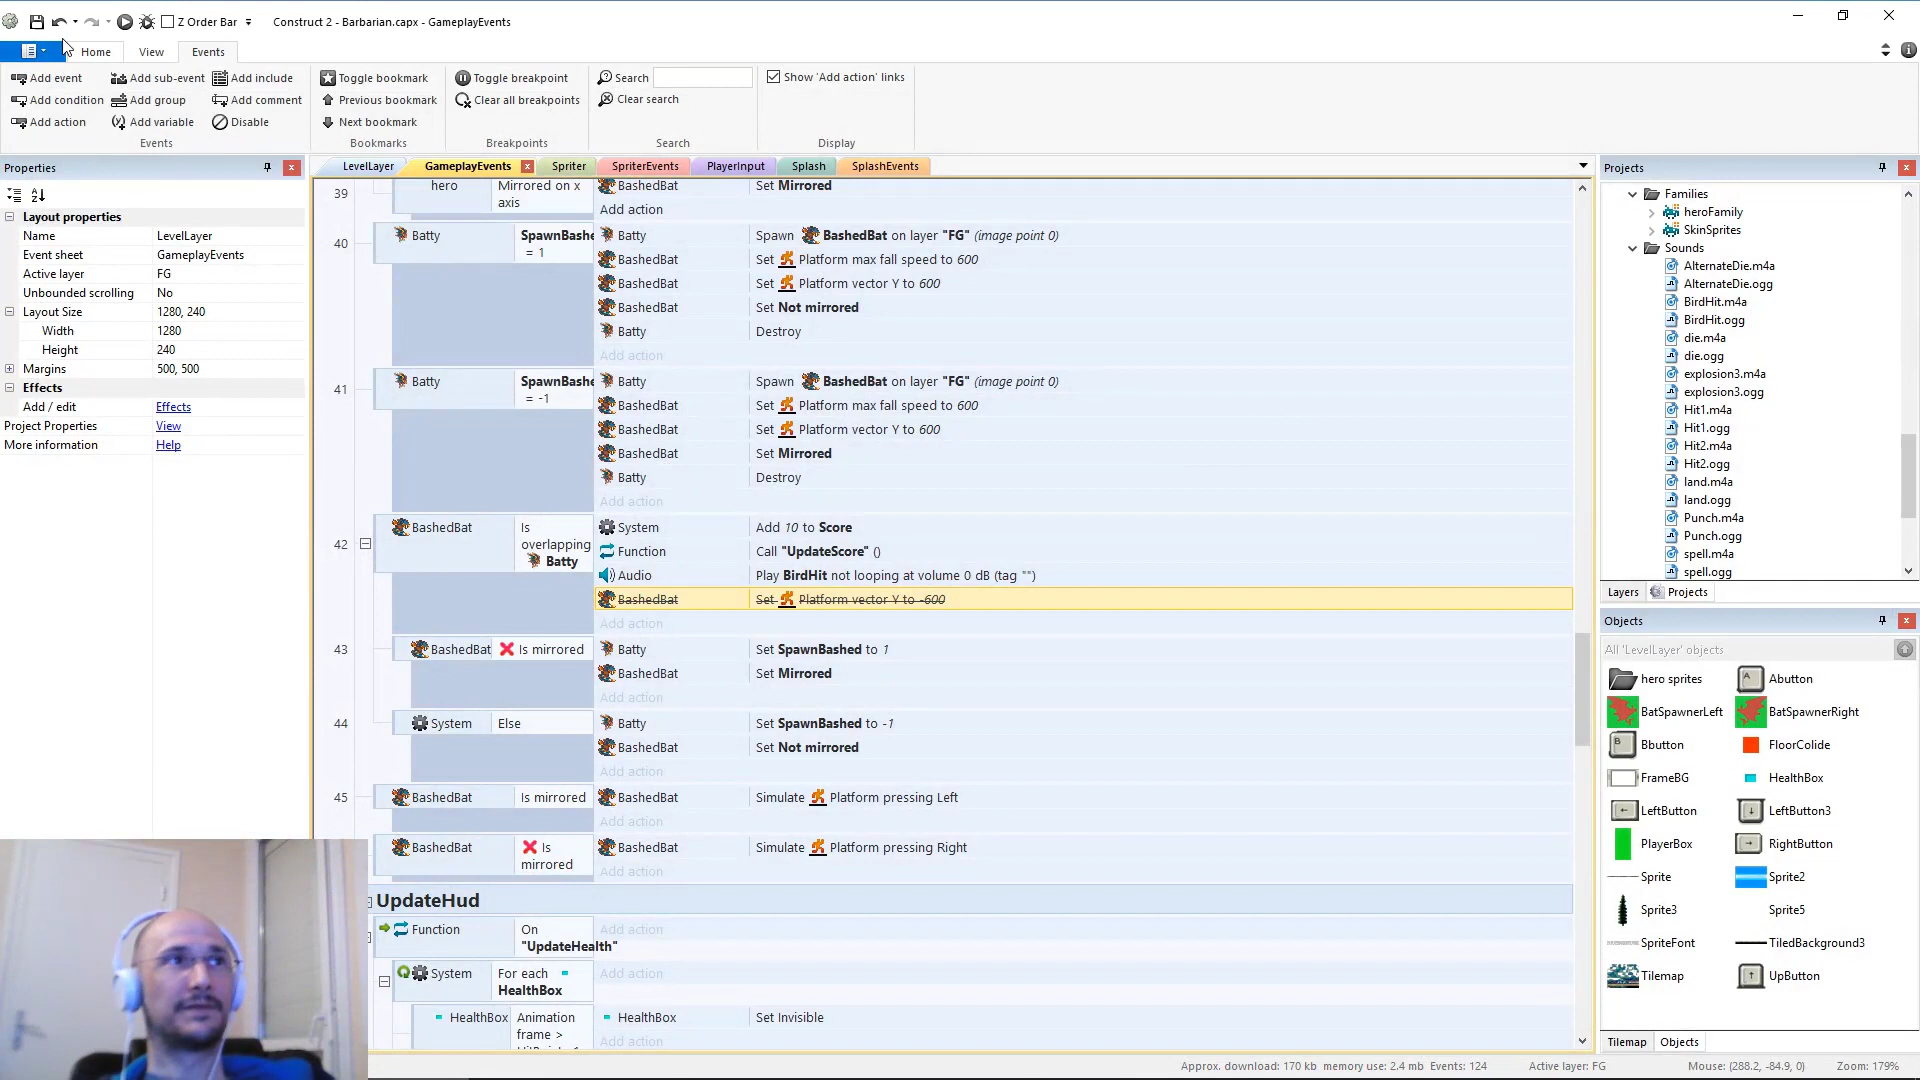 Z Order Bar Construct 2 - Barbarian.capx - GameplayEvents
Home View Events
Add event Add sub-event Add include Toggle bookmark Toggle breakpoint Search Show 'Add action' links
Add condition Add group Add comment Previous bookmark Clear all breakpoints Clear search
Add action Add variable Disable Next bookmark
Events Bookmarks Breakpoints Search Display
Properties
Layout properties
Name LevelLayer
Event sheet GameplayEvents
Active layer FG
Unbounded scrolling No
Layout Size 1280, 240
Width 1280
Height 240
Margins 500, 500
Effects
Add / edit Effects
Project Properties View
More information Help
LevelLayer GameplayEvents x Spriter SpriterEvents PlayerInput Splash SplashEvents
39 hero Mirrored on x axis BashedBat Set Mirrored
Add action
40 Batty SpawnBashe = 1 Batty Spawn BashedBat on layer "FG" (image point 0)
BashedBat Set Platform max fall speed to 600
BashedBat Set Platform vector Y to 600
BashedBat Set Not mirrored
Batty Destroy
Add action
41 Batty SpawnBashe = -1 Batty Spawn BashedBat on layer "FG" (image point 0)
BashedBat Set Platform max fall speed to 600
BashedBat Set Platform vector Y to 600
BashedBat Set Mirrored
Batty Destroy
Add action
42 BashedBat Is overlapping Batty System Add 10 to Score
Function Call "UpdateScore" ()
Audio Play BirdHit not looping at volume 0 dB (tag "")
BashedBat Set Platform vector Y to -600
Add action
43 BashedBat Is mirrored Batty Set SpawnBashed to 1
BashedBat Set Mirrored
Add action
44 System Else Batty Set SpawnBashed to -1
BashedBat Set Not mirrored
Add action
45 BashedBat Is mirrored BashedBat Simulate Platform pressing Left
Add action
BashedBat Is mirrored BashedBat Simulate Platform pressing Right
Add action
UpdateHud
Function On "UpdateHealth" Add action
System For each HealthBox Add action
HealthBox Animation frame > HealthBox Set Invisible
Add action
Projects
Families
heroFamily
SkinSprites
Sounds
AlternateDie.m4a
AlternateDie.ogg
BirdHit.m4a
BirdHit.ogg
die.m4a
die.ogg
explosion3.m4a
explosion3.ogg
Hit1.m4a
Hit1.ogg
Hit2.m4a
Hit2.ogg
land.m4a
land.ogg
Punch.m4a
Punch.ogg
spell.m4a
spell.ogg
Layers Projects
Objects
All 'LevelLayer' objects
hero sprites Abutton
BatSpawnerLeft BatSpawnerRight
Bbutton FloorColide
FrameBG HealthBox
LeftButton LeftButton3
PlayerBox RightButton
Sprite Sprite2
Sprite3 Sprite5
SpriteFont TiledBackground3
Tilemap UpButton
Tilemap Objects
Approx. download: 170 kb memory use: 2.4 mb Events: 124 Active layer: FG Mouse: (288.2, -84.9, 0) Zoom: 179%